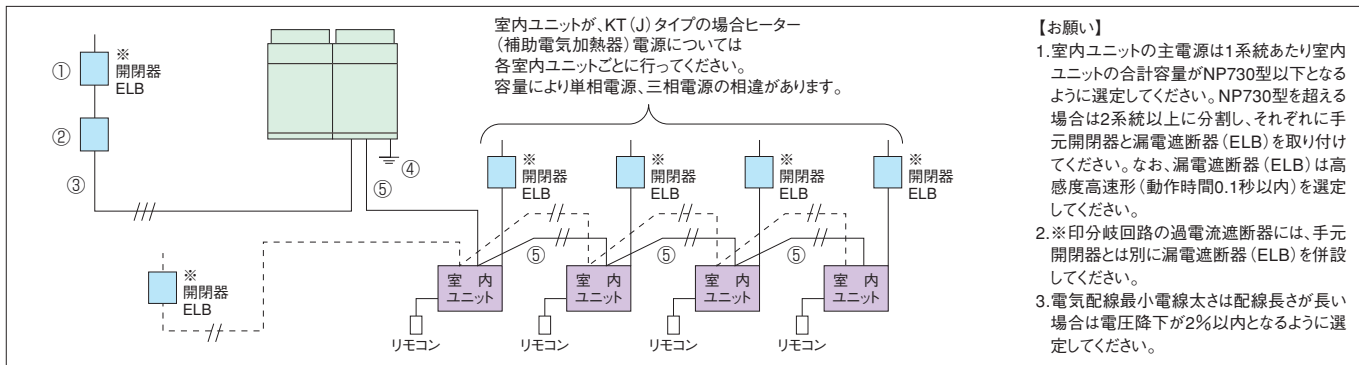 ①
※
開閉器
ELB
②
③
④
⑤
室内ユニットが、KT(J)タイプの場合ヒーター
(補助電気加熱器)電源については
各室内ユニットごとに行ってください。
容量により単相電源、三相電源の相違があります。
※
開閉器
ELB
※
開閉器
ELB
※
開閉器
ELB
※
開閉器
ELB
※
開閉器
ELB
⑤
⑤
⑤
室 内
ユニット
室 内
ユニット
室 内
ユニット
室 内
ユニット
リモコン
リモコン
リモコン
リモコン
【お願い】
1.室内ユニットの主電源は1系統あたり室内
ユニットの合計容量がNP730型以下となる
ように選定してください。NP730型を超える
場合は2系統以上に分割し、それぞれに手
元開閉器と漏電遮断器(ELB)を取り付け
てください。なお、漏電遮断器(ELB)は高
感度高速形(動作時間0.1秒以内)を選定
してください。
2.※印分岐回路の過電流遮断器には、手元
開閉器とは別に漏電遮断器(ELB)を併設
してください。
3.電気配線最小電線太さは配線長さが長い
場合は電圧降下が2%以内となるように選
定してください。